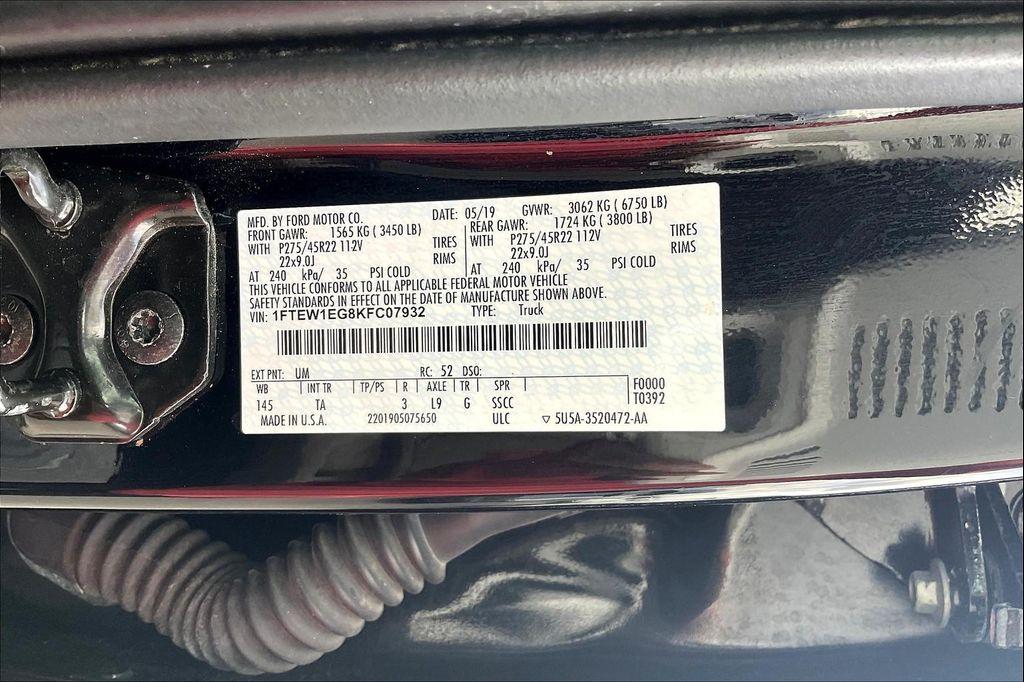 MFD. BY FORD MOTOR CO. DATE: 05/19 GVWR: 3062 KG ( 6750 LB)
FRONT GAWR: 1565 KG ( 3450 LB) REAR GAWR: 1724 KG ( 3800 LB)
WITH P275/45R22 112V TIRES WITH P275/45R22 112V TIRES
22x9.0J RIMS 22x9.0J RIMS
AT 240 kPa/ 35 PSI COLD AT 240 kPa/ 35 PSI COLD
THIS VEHICLE CONFORMS TO ALL APPLICABLE FEDERAL MOTOR VEHICLE
SAFETY STANDARDS IN EFFECT ON THE DATE OF MANUFACTURE SHOWN ABOVE.
VIN: 1FTEW1EG8KFC07932 TYPE: Truck
EXT PNT: UM RC: 52 DSO:
WB INT TR TP/PS R AXLE TR SPR F0000
145 TA 3 L9 G SSCC T0392
MADE IN U.S.A. 2201905075650 ULC ▽ 5U5A-3520472-AA